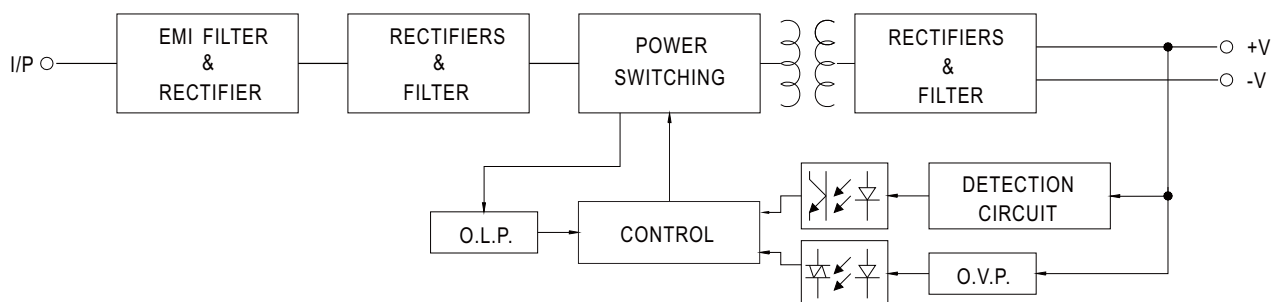 I/P
EMI FILTER
&
RECTIFIER
RECTIFIERS
&
FILTER
POWER
SWITCHING
RECTIFIERS
&
FILTER
+V
-V
O.L.P.
CONTROL
DETECTION
CIRCUIT
O.V.P.